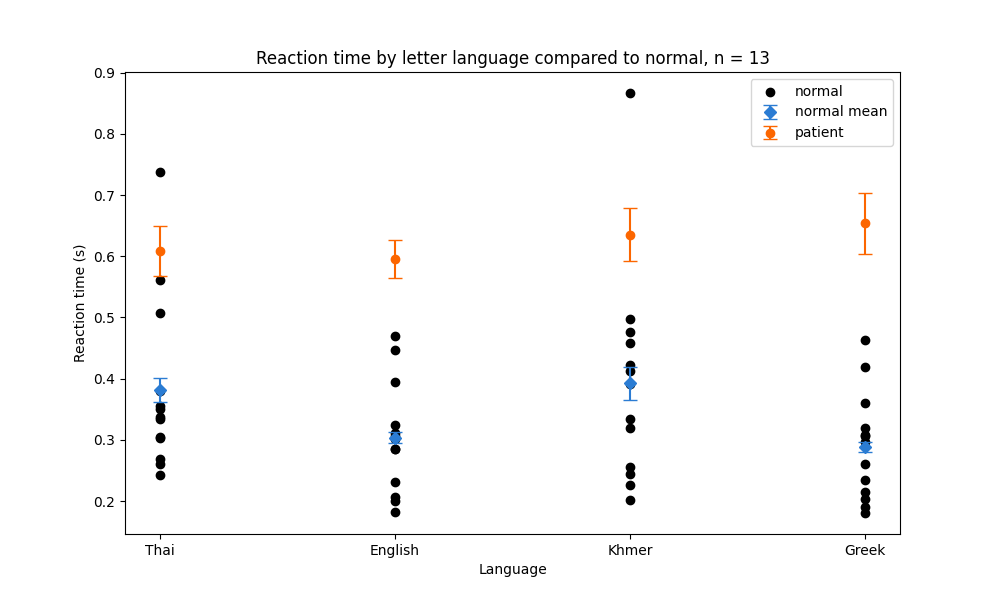 Reaction time by letter language compared to normal, n = 13
normal
normal mean
patient
0.9
0.8
0.7
0.6
0.5
0.4
0.3
0.2
Reaction time (s)
Thai English Khmer Greek
Language